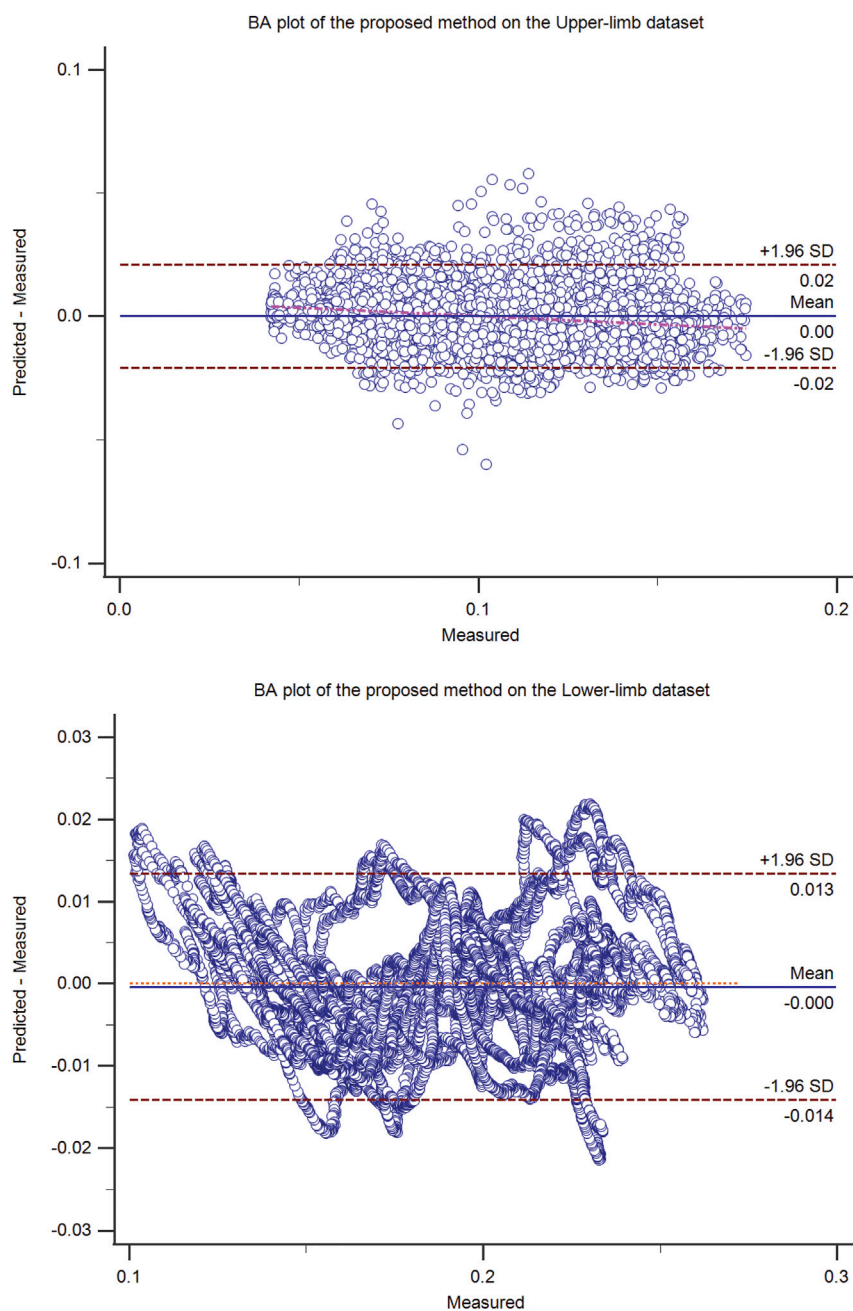 BA plot of the proposed method on the Upper-limb dataset
0.1
+1.96 SD
0.02
Mean
0.0
0.00
-1.96 SD
-0.02
-0.1
Predicted - Measured
0.0
0.1
0.2
Measured
BA plot of the proposed method on the Lower-limb dataset
0.03
0.02
+1.96 SD
0.013
0.01
Mean
0.00
-0.000
-0.01
-1.96 SD
-0.014
-0.02
-0.03
Predicted - Measured
0.1
0.2
0.3
Measured